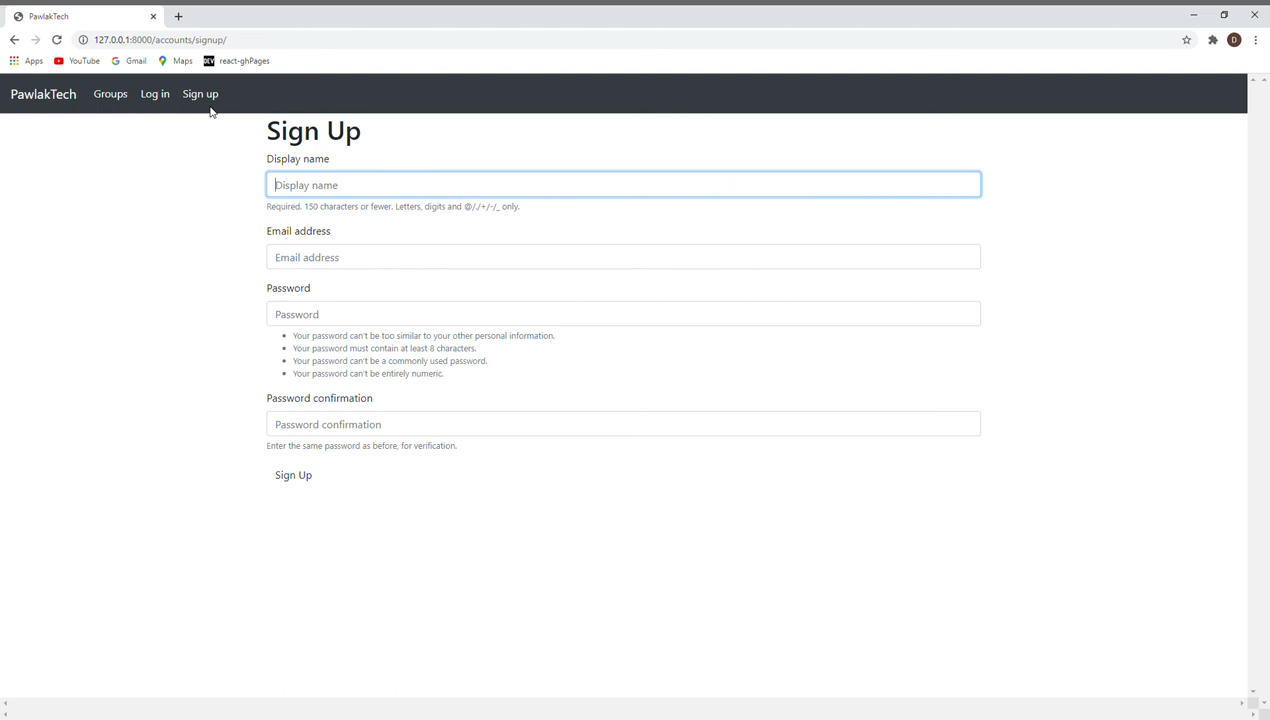 PawlakTech
127.0.0.1:8000/accounts/signup/
D
Apps YouTube Gmail Maps DEV react-ghPages
PawlakTech Groups Log in Sign up
Sign Up
Display name
Display name
Required. 150 characters or fewer. Letters, digits and @/./+/-/_ only.
Email address
Email address
Password
Password
Your password can't be too similar to your other personal information.
Your password must contain at least 8 characters.
Your password can't be a commonly used password.
Your password can't be entirely numeric.
Password confirmation
Password confirmation
Enter the same password as before, for verification.
Sign Up